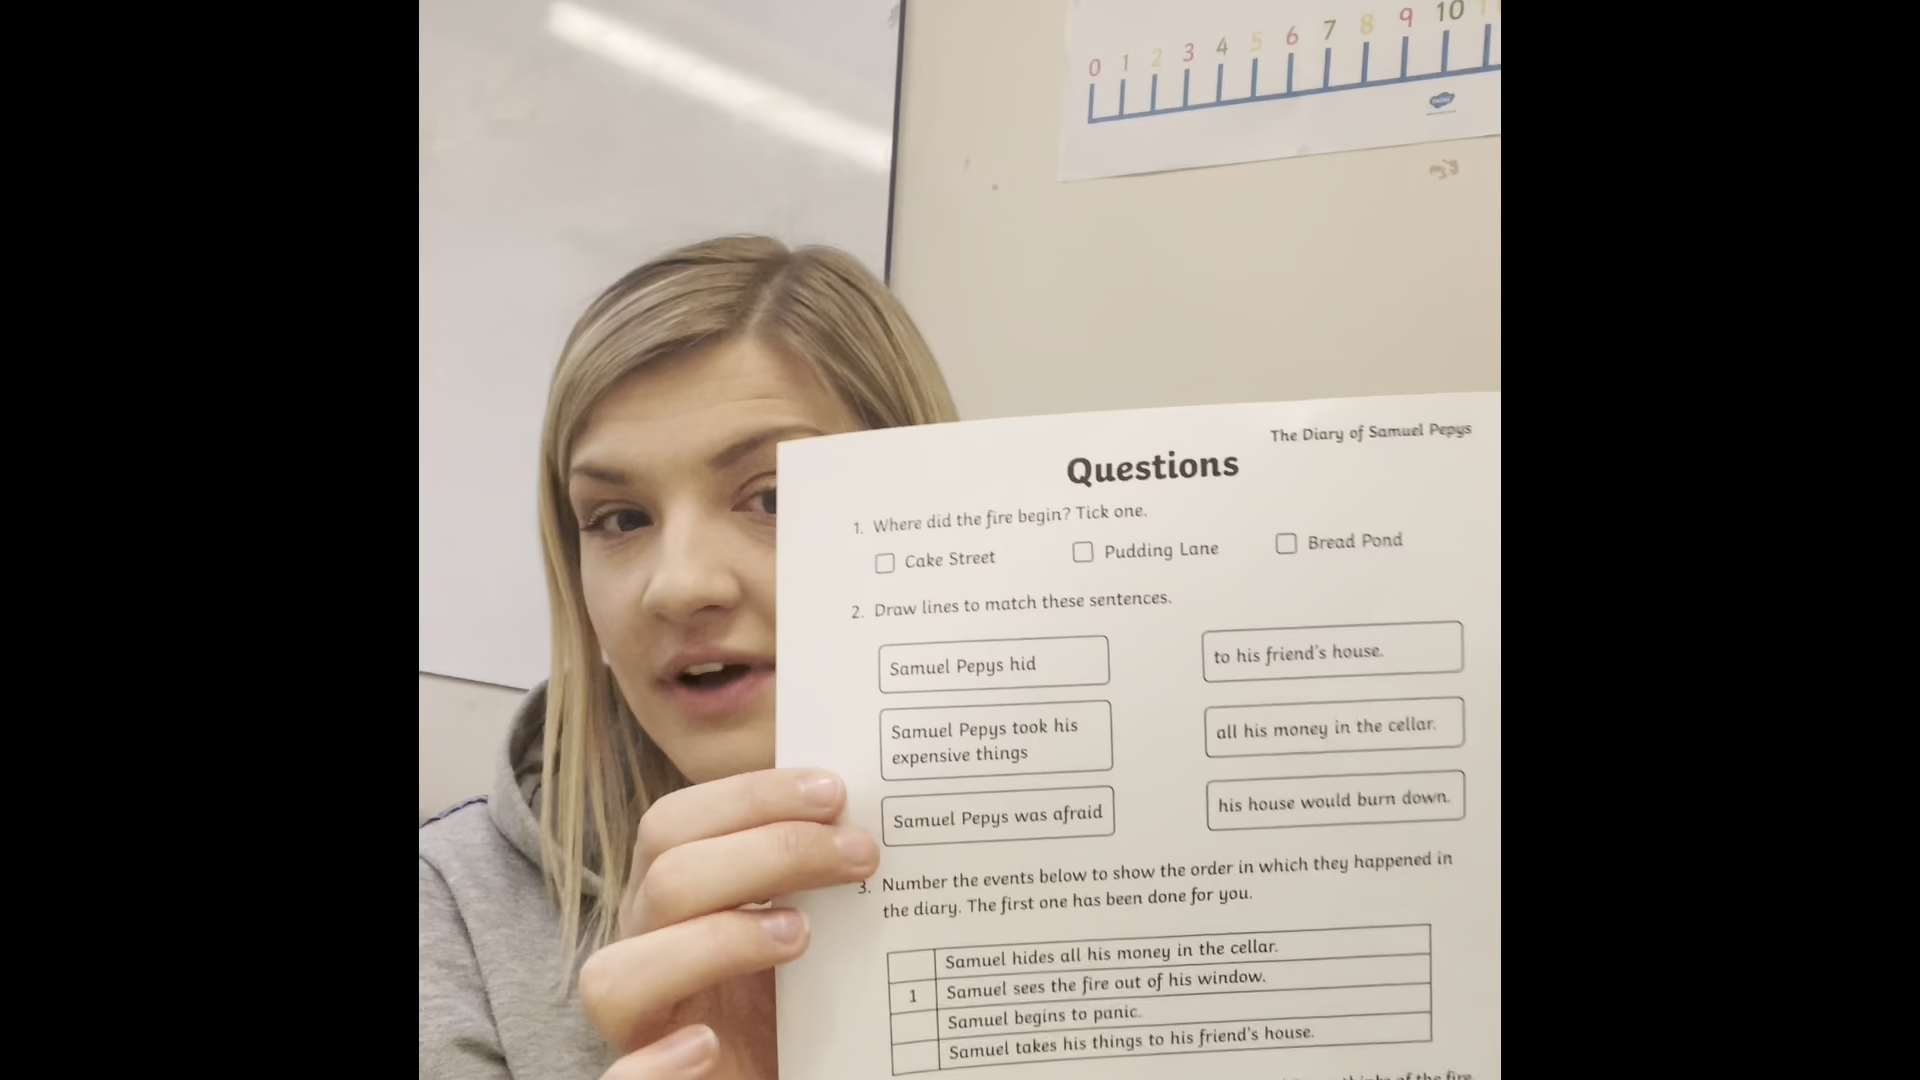 0 1 2 3 4 5 6 7 8 9 10
The Diary of Samuel Pepys
Questions
1. Where did the fire begin? Tick one.
Cake Street Pudding Lane Bread Pond
2. Draw lines to match these sentences.
Samuel Pepys hid to his friend's house.
Samuel Pepys took his
expensive things
all his money in the cellar.
Samuel Pepys was afraid his house would burn down.
3. Number the events below to show the order in which they happened in
the diary. The first one has been done for you.
Samuel hides all his money in the cellar.
1 Samuel sees the fire out of his window.
Samuel begins to panic.
Samuel takes his things to his friend's house.
of the fire